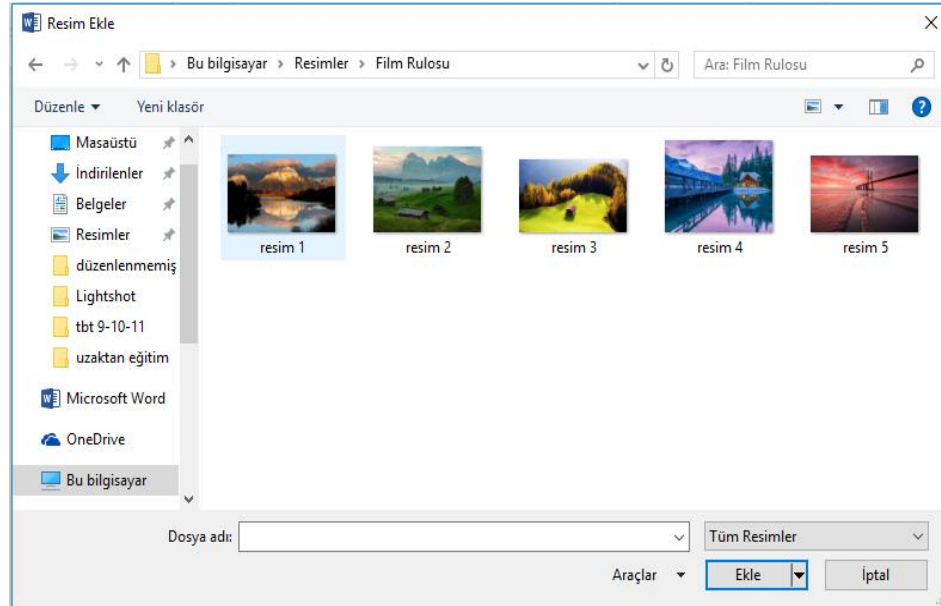 Resim Ekle
Bu bilgisayar > Resimler > Film Rulosu
Ara: Film Rulosu
Düzenle
Yeni klasör
Masaüstü
İndirilenler
Belgeler
Resimler
düzenlenmemiş
Lightshot
tbt 9-10-11
uzaktan eğitim
Microsoft Word
OneDrive
Bu bilgisayar
resim 1
resim 2
resim 3
resim 4
resim 5
Dosya adı:
Tüm Resimler
Araçlar
Ekle
İptal